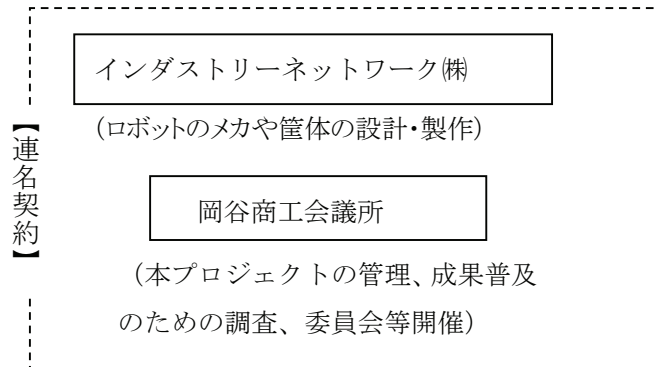 インダストリーネットワーク㈱
(ロボットのメカや筐体の設計・製作)
【連名契約】
岡谷商工会議所
(本プロジェクトの管理、成果普及
のための調査、委員会等開催)